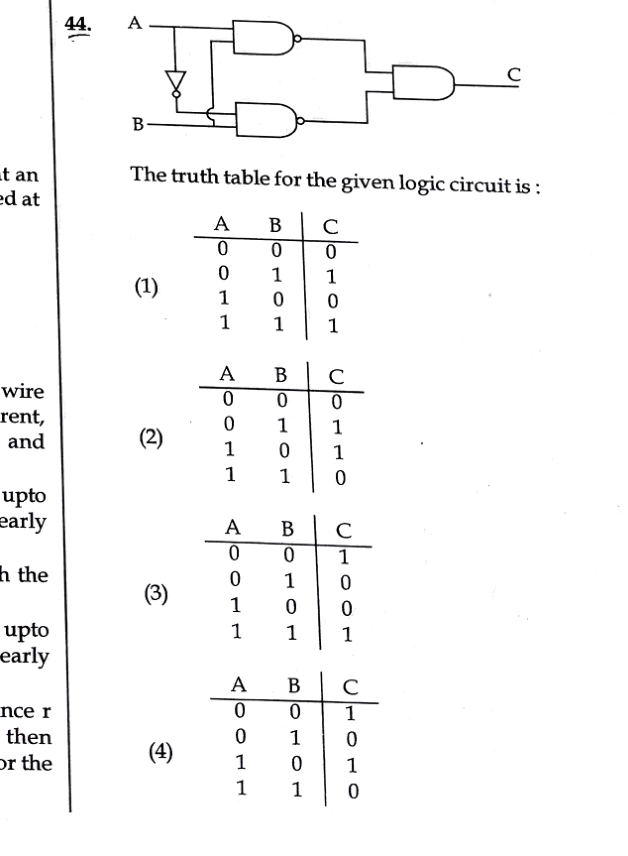 44.
A
B
C
The truth table for the given logic circuit is :
(1)
A B C
0 0 0
0 1 1
1 0 0
1 1 1
(2)
A B C
0 0 0
0 1 1
1 0 1
1 1 0
(3)
A B C
0 0 1
0 1 0
1 0 0
1 1 1
(4)
A B C
0 0 1
0 1 0
1 0 1
1 1 0
t an
ed at
wire
rent,
and
upto
early
h the
upto
early
nce r
then
or the